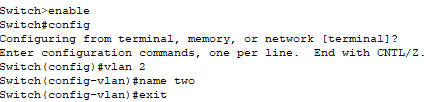 Switch>enable
Switch#config
Configuring from terminal, memory, or network [terminal]?
Enter configuration commands, one per line.  End with CNTL/Z.
Switch(config)#vlan 2
Switch(config-vlan)#name two
Switch(config-vlan)#exit